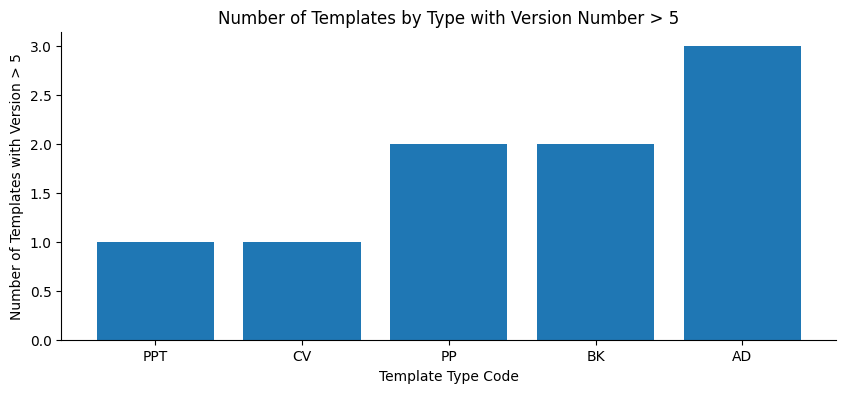 Number of Templates by Type with Version Number > 5
Number of Templates with Version > 5
3.0
2.5
2.0
1.5
1.0
0.5
0.0
PPT CV PP BK AD
Template Type Code